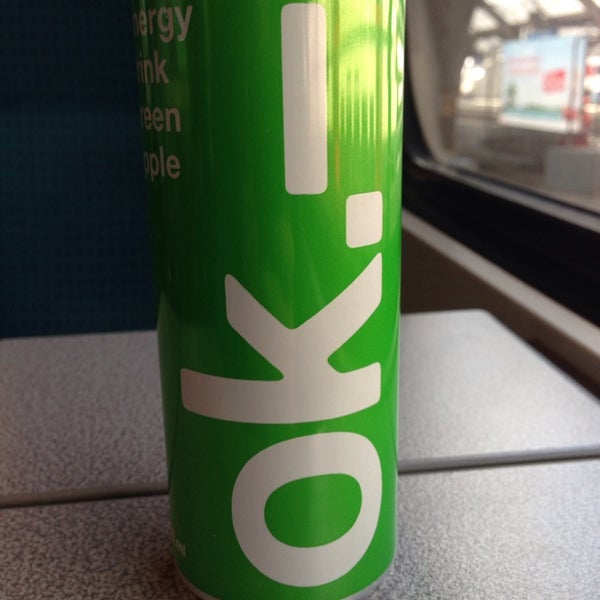 nergy
rink
reen
pple
ok.–